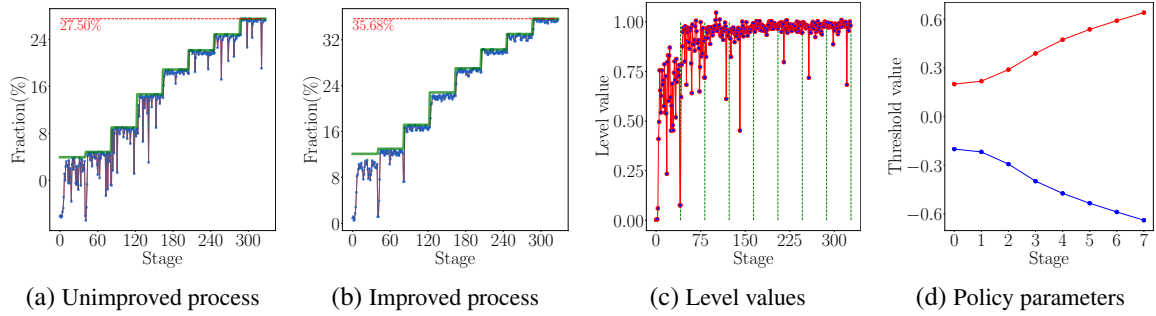 27.50%
24
16
8
0
Fraction(%)
0 60 120 180 240 300
Stage
(a) Unimproved process
35.68%
32
24
16
8
0
Fraction(%)
0 60 120 180 240 300
Stage
(b) Improved process
1.00
0.75
0.50
0.25
0.00
Level value
0 75 150 225 300
Stage
(c) Level values
0.6
0.3
0.0
−0.3
−0.6
Threshold value
0 1 2 3 4 5 6 7
Stage
(d) Policy parameters